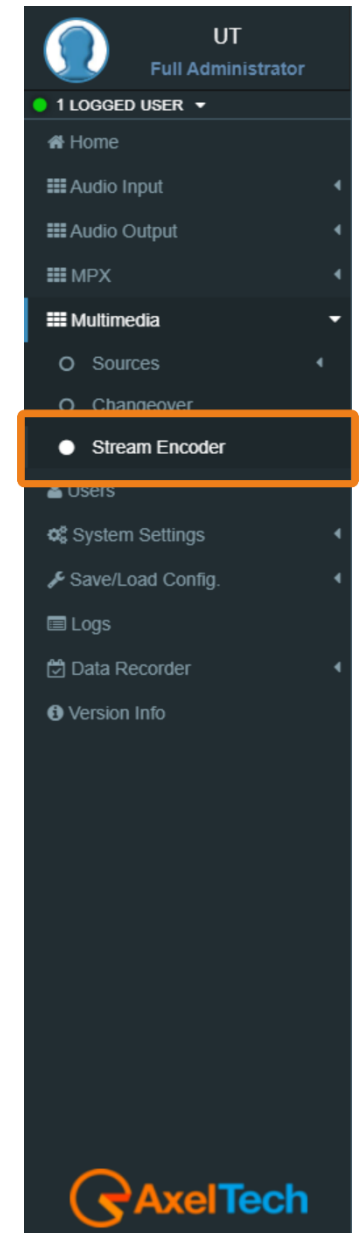 UT
Full Administrator
1 LOGGED USER
Home
Audio Input
Audio Output
MPX
Multimedia
Sources
Changeover
Stream Encoder
Users
System Settings
Save/Load Config.
Logs
Data Recorder
Version Info
AxelTech